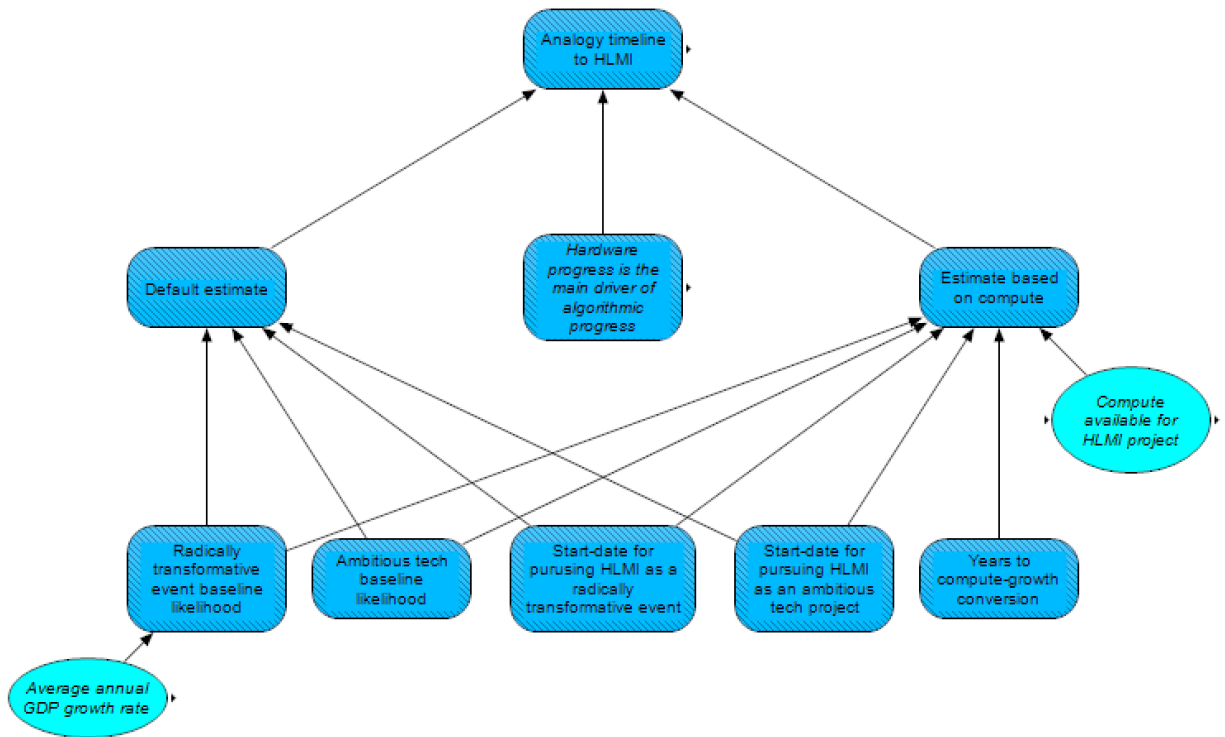 Analogy timeline
to HLMI
Default estimate
Hardware
progress is the
main driver of
algorithmic
progress
Estimate based
on compute
Compute
available for
HLMI project
Radically
transformative
event baseline
likelihood
Ambitious tech
baseline
likelihood
Start-date for
purusing HLMI as a
radically
transformative event
Start-date for
pursuing HLMI
as an ambitious
tech project
Years to
compute-growth
conversion
Average annual
GDP growth rate